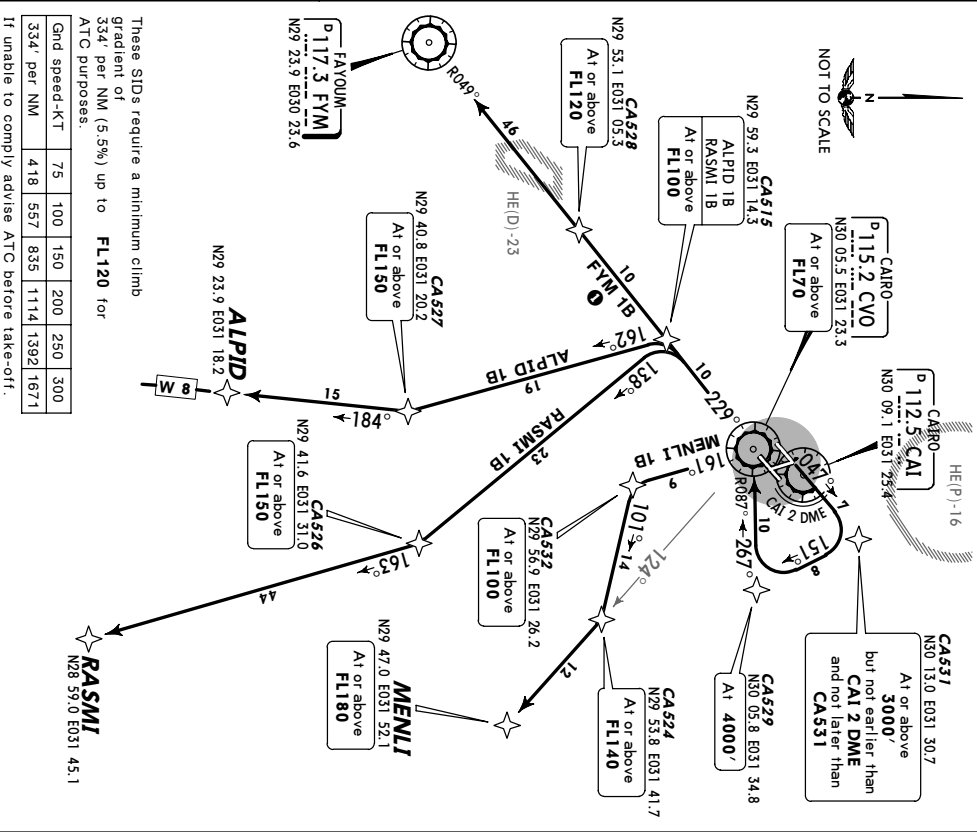 HE(P)-16
CA531
N30 13.0 E031 30.7
At or above
3000'
but not earlier than
CAI 2 DME
and not later than
CA531
CAIRO
D 112.5 CAI
N30 09.1 E031 25.4
CAIRO
D 115.2 CVO
N30 05.5 E031 23.3
At or above
FL70
N
NOT TO SCALE
047°
7
CAI 2 DME
151°
8
R087°
267°
10
CA529
N30 05.8 E031 34.8
At 4000'
CA515
N29 59.3 E031 14.3
ALPID 1B
RASMI 1B
At or above
FL100
229°
10
MENLI 1B
161°
9
124°
CA524
N29 53.8 E031 41.7
At or above
FL140
101°
14
12
CA528
N29 53.1 E031 05.3
At or above
FL120
10
FYM 1B
1
HE(D)-23
46
R049°
CA532
N29 56.9 E031 26.2
At or above
FL100
162°
ALPID 1B
19
138°
RASMI 1B
23
MENLI
N29 47.0 E031 52.1
At or above
FL180
CA527
N29 40.8 E031 20.2
At or above
FL150
FAYOUM
D 117.3 FYM
N29 23.9 E030 23.6
184°
15
163°
44
CA526
N29 41.6 E031 31.0
At or above
FL150
ALPID
N29 23.9 E031 18.2
W 8
RASMI
N28 59.0 E031 45.1
These SIDs require a minimum climb
gradient of
334' per NM (5.5%) up to FL120 for
ATC purposes.
Gnd speed-KT 75 100 150 200 250 300
334' per NM 418 557 835 1114 1392 1671
If unable to comply advise ATC before take-off.